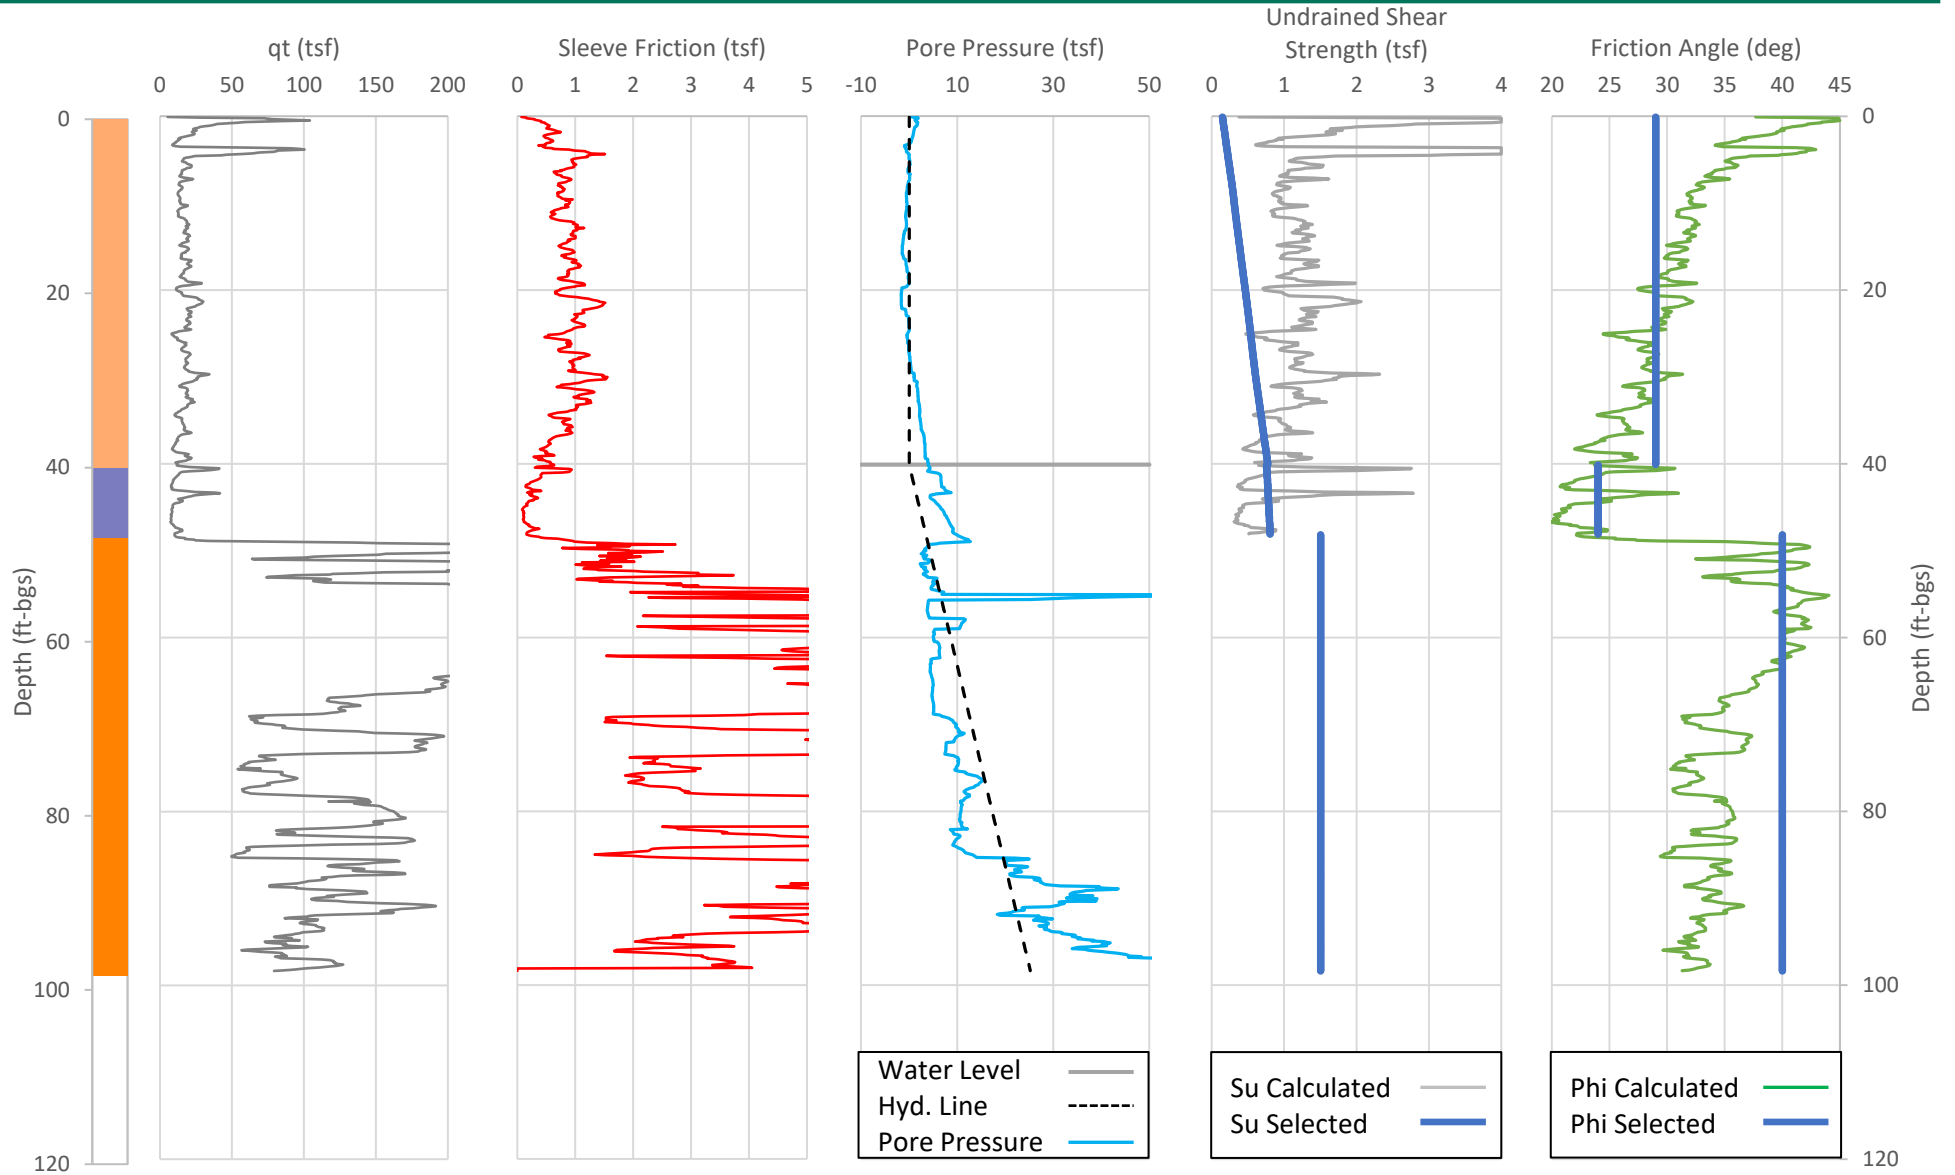 Undrained Shear
qt (tsf) Sleeve Friction (tsf) Pore Pressure (tsf) Strength (tsf) Friction Angle (deg)
0 50 100 150 200 0 1 2 3 4 5 -10 10 30 50 0 1 2 3 4 20 25 30 35 40 45
0 0
20 20
40 40
60 60
80 80
100 100
120 120
Depth (ft-bgs)
Depth (ft-bgs)
Water Level
Hyd. Line
Pore Pressure
Su Calculated
Su Selected
Phi Calculated
Phi Selected